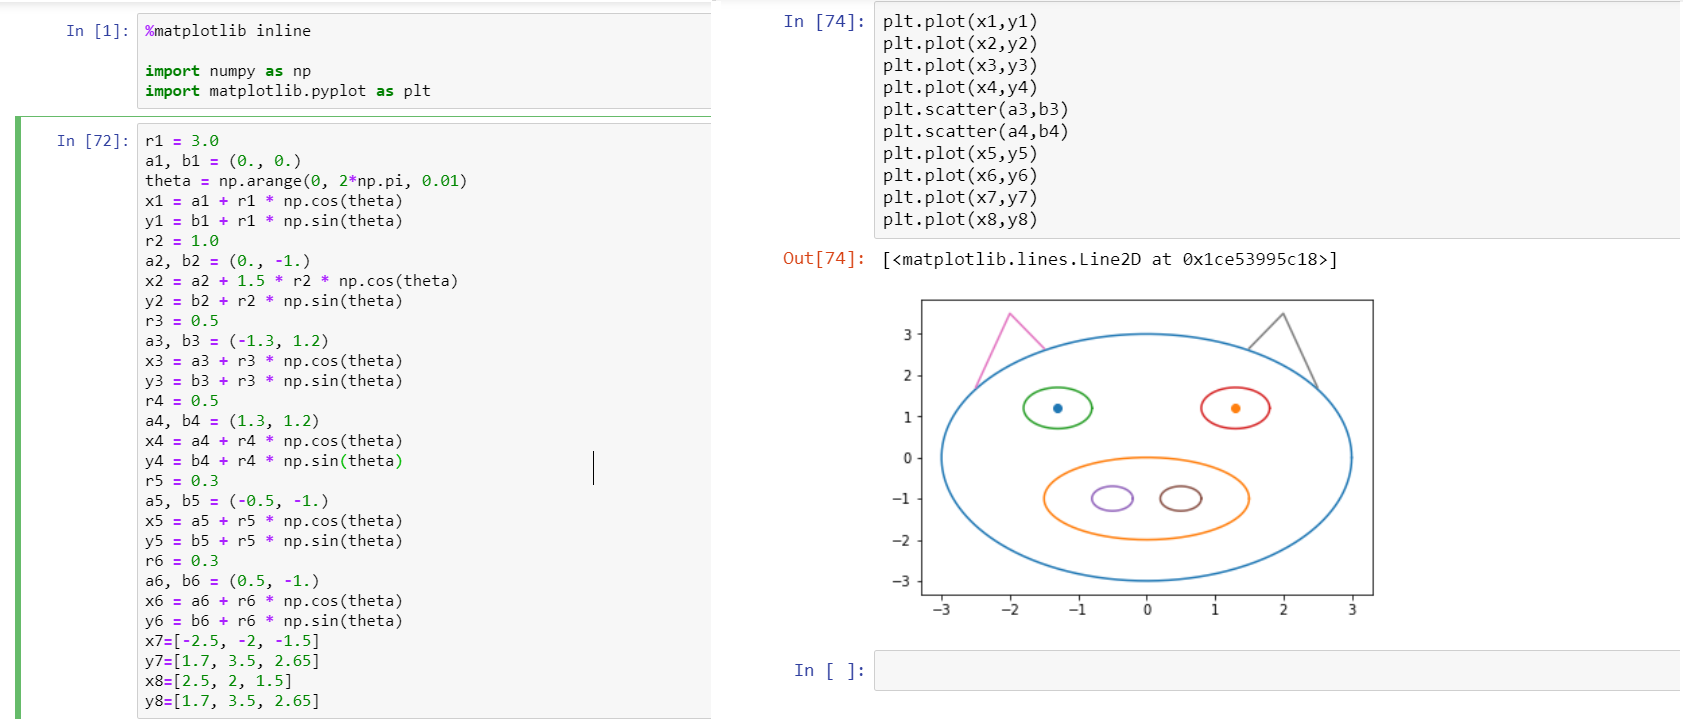 In [1]:
%matplotlib inline
import numpy as np
import matplotlib.pyplot as plt
In [72]:
r1 = 3.0
a1, b1 = (0., 0.)
theta = np.arange(0, 2*np.pi, 0.01)
x1 = a1 + r1 * np.cos(theta)
y1 = b1 + r1 * np.sin(theta)
r2 = 1.0
a2, b2 = (0., -1.)
x2 = a2 + 1.5 * r2 * np.cos(theta)
y2 = b2 + r2 * np.sin(theta)
r3 = 0.5
a3, b3 = (-1.3, 1.2)
x3 = a3 + r3 * np.cos(theta)
y3 = b3 + r3 * np.sin(theta)
r4 = 0.5
a4, b4 = (1.3, 1.2)
x4 = a4 + r4 * np.cos(theta)
y4 = b4 + r4 * np.sin(theta)
r5 = 0.3
a5, b5 = (-0.5, -1.)
x5 = a5 + r5 * np.cos(theta)
y5 = b5 + r5 * np.sin(theta)
r6 = 0.3
a6, b6 = (0.5, -1.)
x6 = a6 + r6 * np.cos(theta)
y6 = b6 + r6 * np.sin(theta)
x7=[-2.5, -2, -1.5]
y7=[1.7, 3.5, 2.65]
x8=[2.5, 2, 1.5]
y8=[1.7, 3.5, 2.65]
In [74]:
plt.plot(x1,y1)
plt.plot(x2,y2)
plt.plot(x3,y3)
plt.plot(x4,y4)
plt.scatter(a3,b3)
plt.scatter(a4,b4)
plt.plot(x5,y5)
plt.plot(x6,y6)
plt.plot(x7,y7)
plt.plot(x8,y8)
Out[74]: [<matplotlib.lines.Line2D at 0x1ce53995c18>]
3
2
1
0
−1
−2
−3
−3 −2 −1 0 1 2 3
In [ ]: